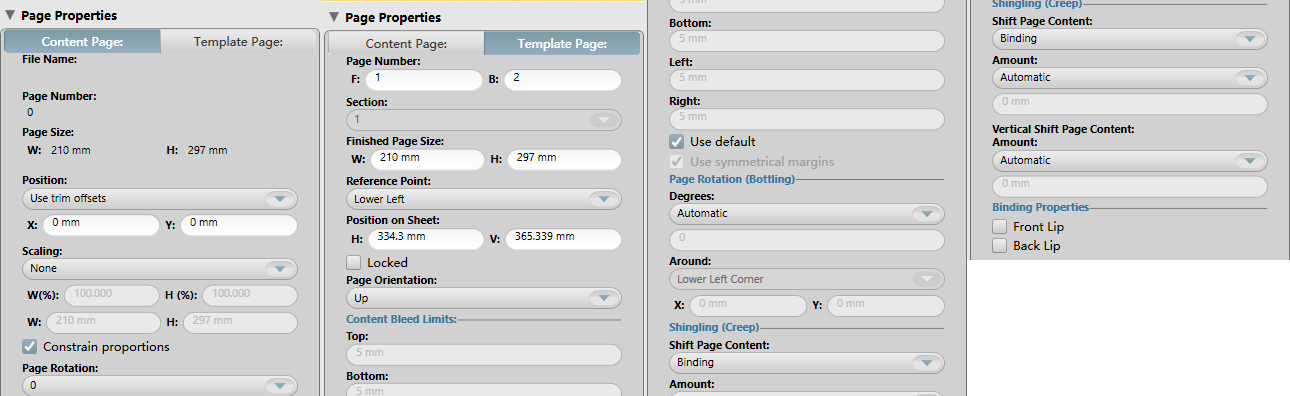 Page Properties
Content Page: Template Page:
File Name:
Page Number:
0
Page Size:
W: 210 mm H: 297 mm
Position:
Use trim offsets
X: 0 mm Y: 0 mm
Scaling:
None
W(%): 100.000 H (%): 100.000
W: 210 mm H: 297 mm
Constrain proportions
Page Rotation:
0
Page Properties
Content Page: Template Page:
Page Number:
F: 1 B: 2
Section:
1
Finished Page Size:
W: 210 mm H: 297 mm
Reference Point:
Lower Left
Position on Sheet:
H: 334.3 mm V: 365.339 mm
Locked
Page Orientation:
Up
Content Bleed Limits:
Top:
5 mm
Bottom:
5 mm
5 mm
Bottom:
5 mm
Left:
5 mm
Right:
5 mm
Use default
Use symmetrical margins
Page Rotation (Bottling)
Degrees:
Automatic
0
Around:
Lower Left Corner
X: 0 mm Y: 0 mm
Shingling (Creep)
Shift Page Content:
Binding
Amount:
Shingling (Creep)
Shift Page Content:
Binding
Amount:
Automatic
0 mm
Vertical Shift Page Content:
Amount:
Automatic
0 mm
Binding Properties
Front Lip
Back Lip